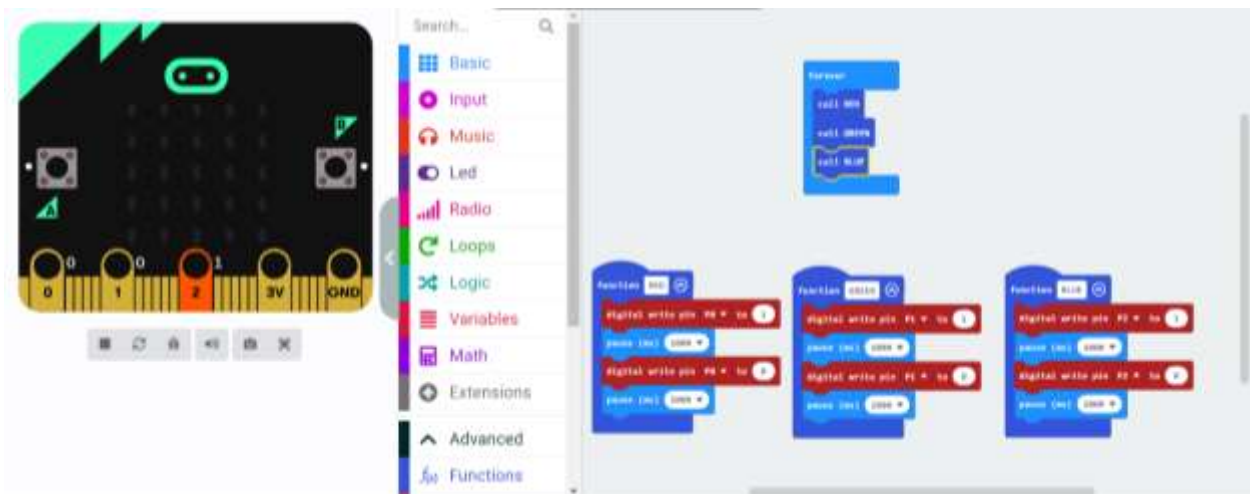 Search...
Basic
Input
Music
Led
Radio
Loops
Logic
Variables
Math
Extensions
Advanced
f(x) Functions
B
A
0
0
1
0
1
2
3V
GND
forever
call RED
call GREEN
call BLUE
function RED
digital write pin P0 to 1
pause (ms) 1000
digital write pin P0 to 0
pause (ms) 1000
function GREEN
digital write pin P1 to 1
pause (ms) 1000
digital write pin P1 to 0
pause (ms) 1000
function BLUE
digital write pin P2 to 1
pause (ms) 1000
digital write pin P2 to 0
pause (ms) 1000